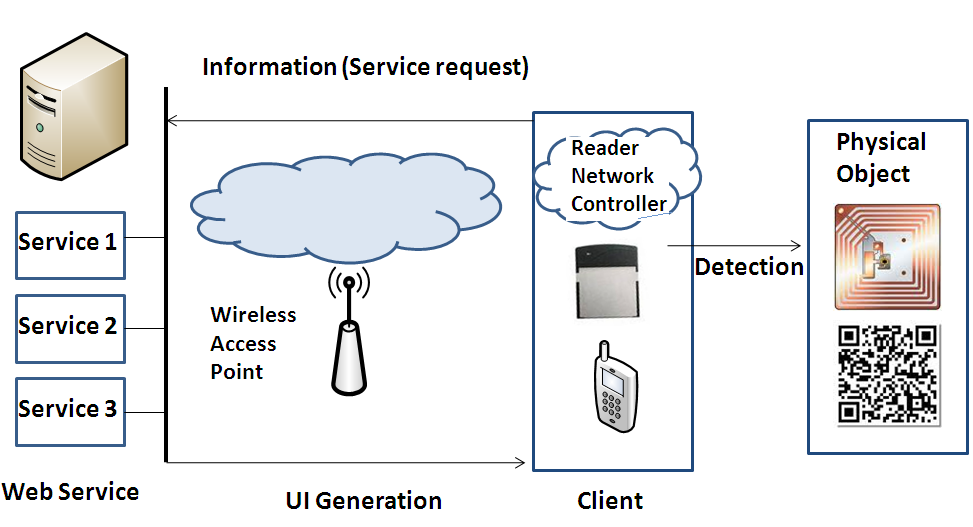 Information (Service request)
Reader
Network
Controller
Physical
Object
Service 1
Service 2
Service 3
Detection
Wireless
Access
Point
Web Service
UI Generation
Client